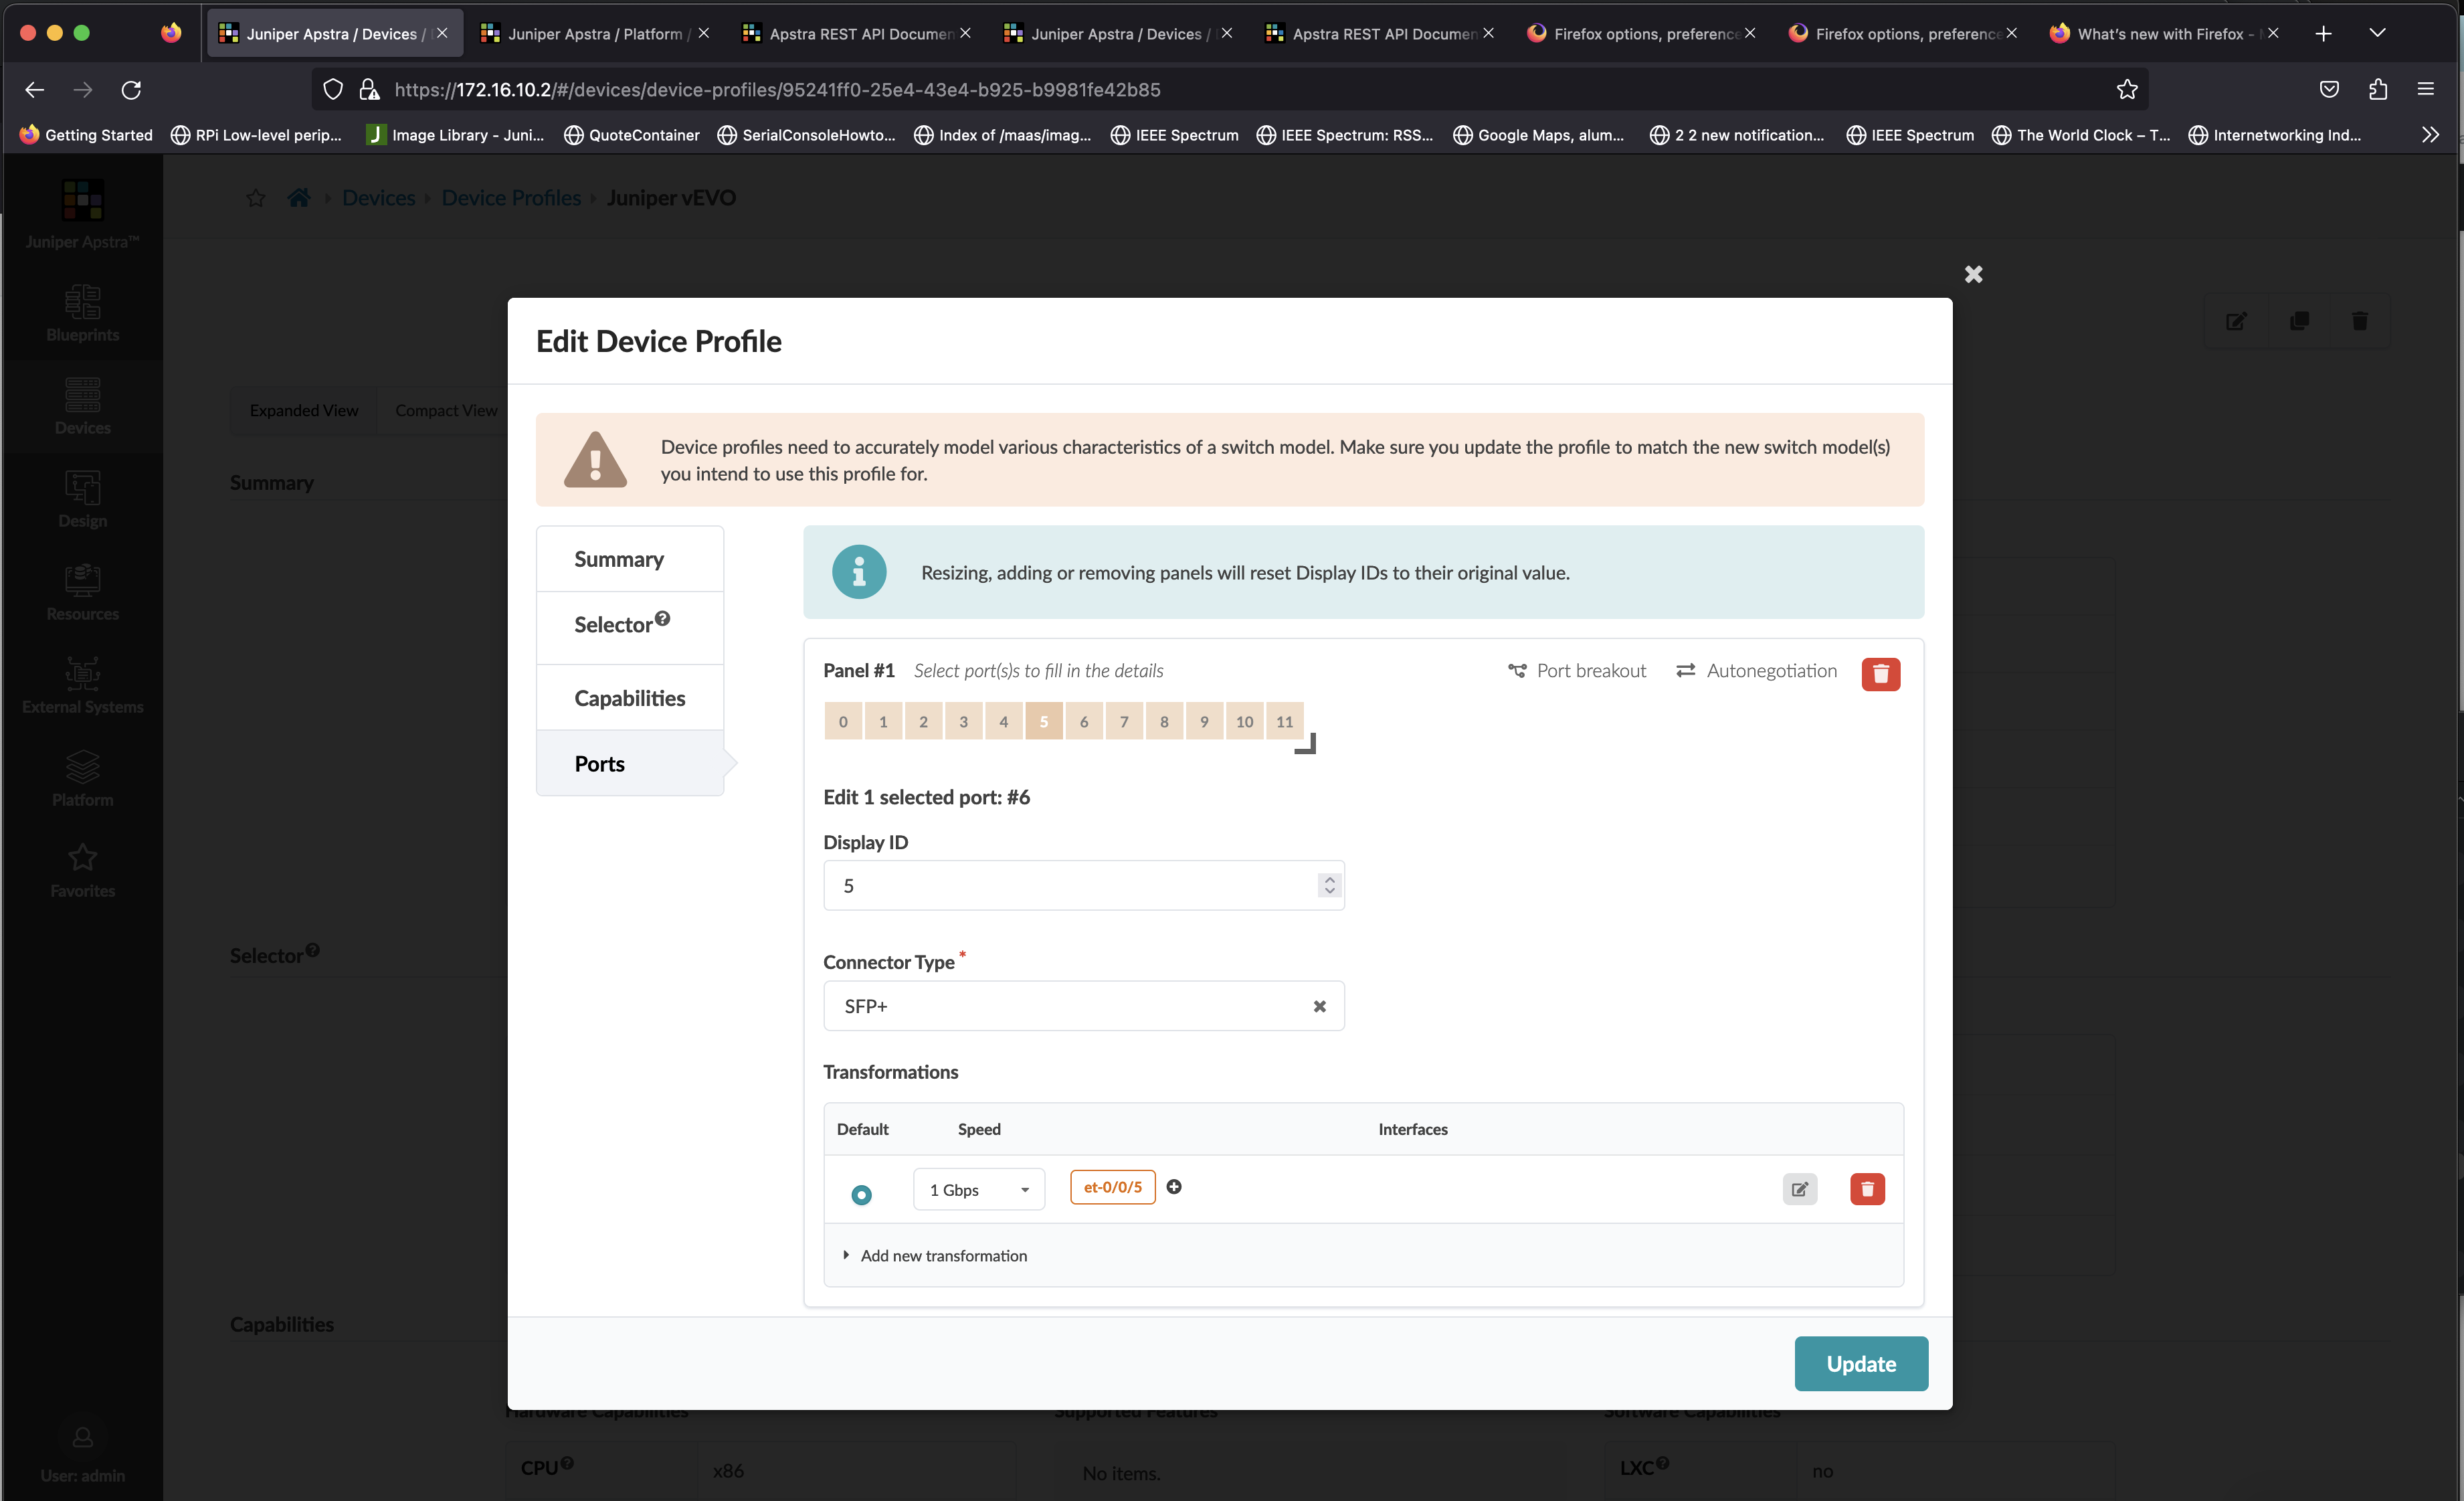 Juniper Apstra / Devices /
Juniper Apstra / Platform /
Apstra REST API Documen
Juniper Apstra / Devices /
Apstra REST API Documen
Firefox options, preference
Firefox options, preference
What's new with Firefox -
https://172.16.10.2/#/devices/device-profiles/95241ff0-25e4-43e4-b925-b9981fe42b85
Getting Started
RPi Low-level perip...
Image Library - Juni...
QuoteContainer
SerialConsoleHowto...
Index of /maas/imag...
IEEE Spectrum
IEEE Spectrum: RSS...
Google Maps, alum...
2 2 new notification...
IEEE Spectrum
The World Clock – T...
Internetworking Ind...
Juniper Apstra™
Blueprints
Devices
Design
Resources
External Systems
Platform
Favorites
User: admin
Devices
Device Profiles
Juniper vEVO
Expanded View
Compact View
Summary
Selector
Capabilities
Edit Device Profile
Device profiles need to accurately model various characteristics of a switch model. Make sure you update the profile to match the new switch model(s)
you intend to use this profile for.
Summary
Selector
Capabilities
Ports
Resizing, adding or removing panels will reset Display IDs to their original value.
Panel #1 Select port(s)s to fill in the details
Port breakout
Autonegotiation
0 1 2 3 4 5 6 7 8 9 10 11
Edit 1 selected port: #6
Display ID
5
Connector Type *
SFP+
Transformations
Default Speed Interfaces
1 Gbps et-0/0/5
Add new transformation
Update
Hardware Capabilities
Supported Features
Software Capabilities
CPU x86
No items.
LXC no